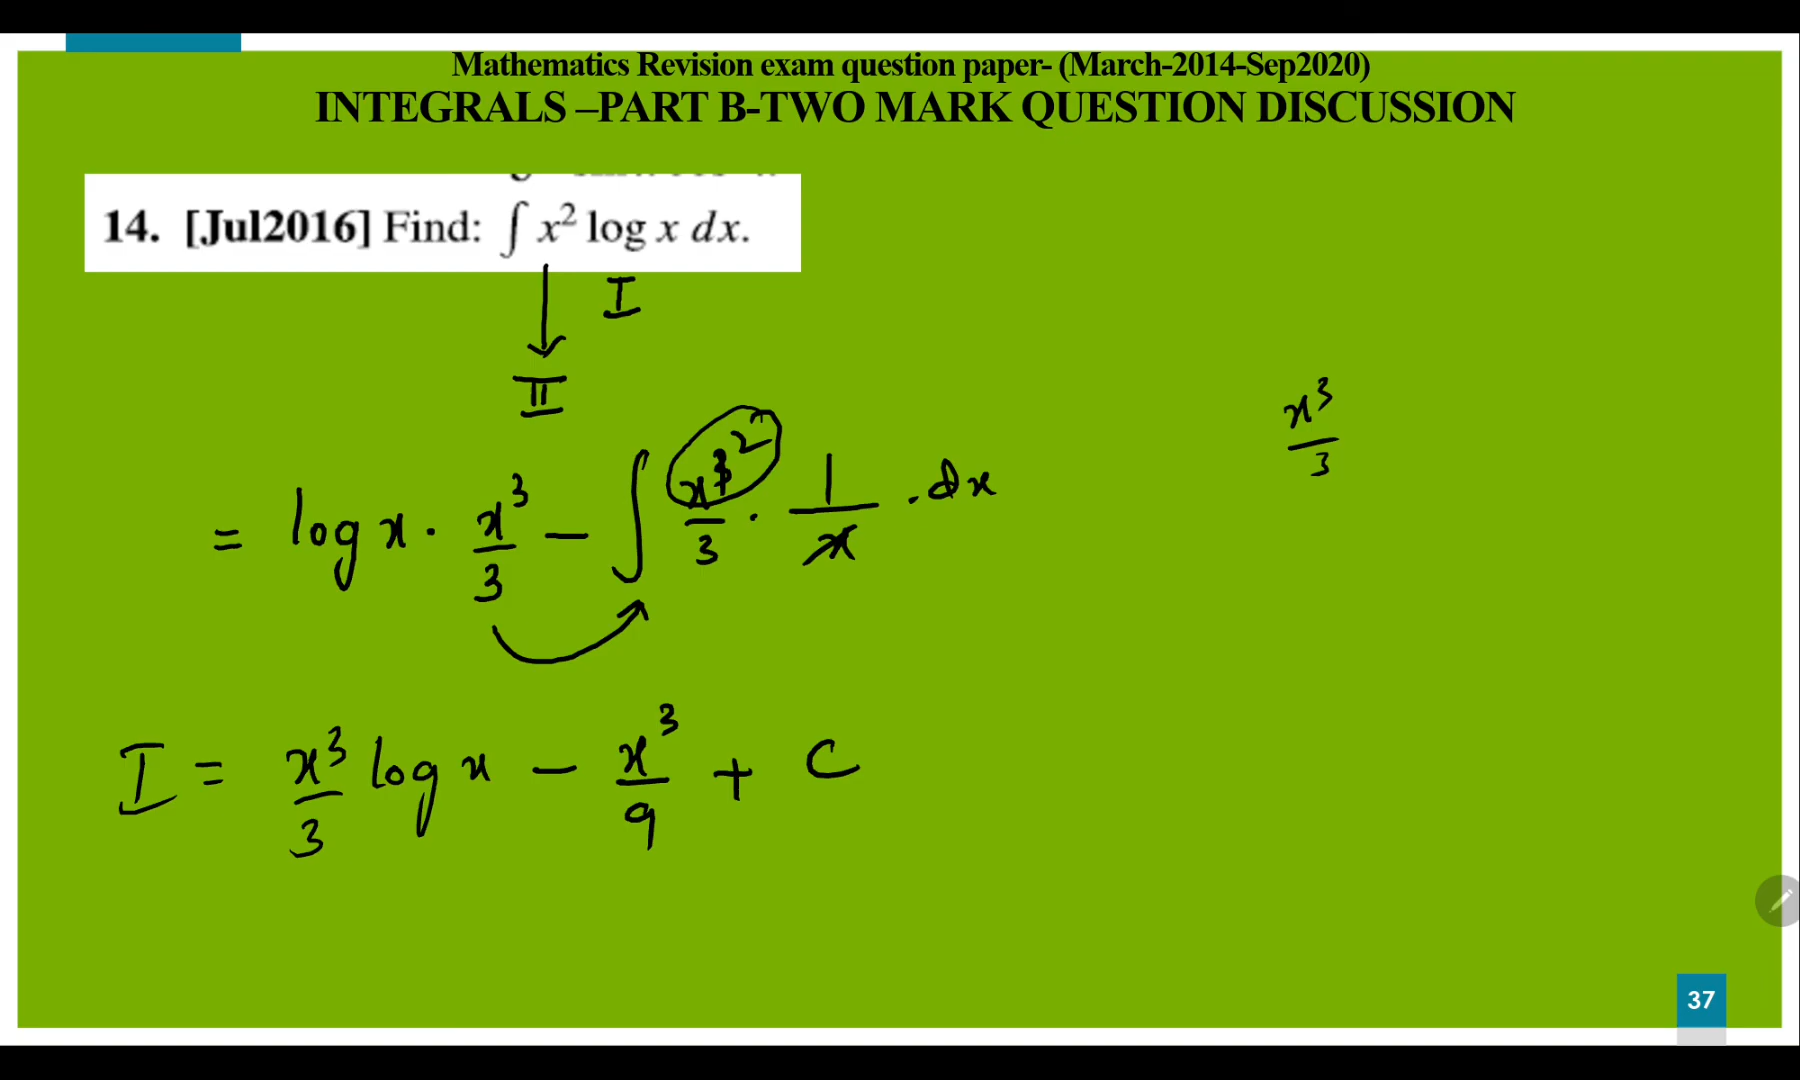 Mathematics Revision exam question paper- (March-2014-Sep2020)
INTEGRALS –PART B-TWO MARK QUESTION DISCUSSION
14. [Jul2016] Find: ∫ x² log x dx.
I
II
x³/3
= log x · x³/3 − ∫ x³ ²/3 · 1/x · dx
I = x³/3 log x − x³/9 + C
37